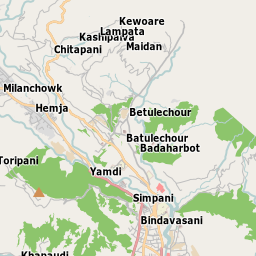 Kewoare
Lampata
Kashipalva
Maidan
Chitapani
Milanchowk
Hemja
Betulechour
Batulechour
Badaharbot
Toripani
Yamdi
Simpani
Bindavasani
Khapaudi